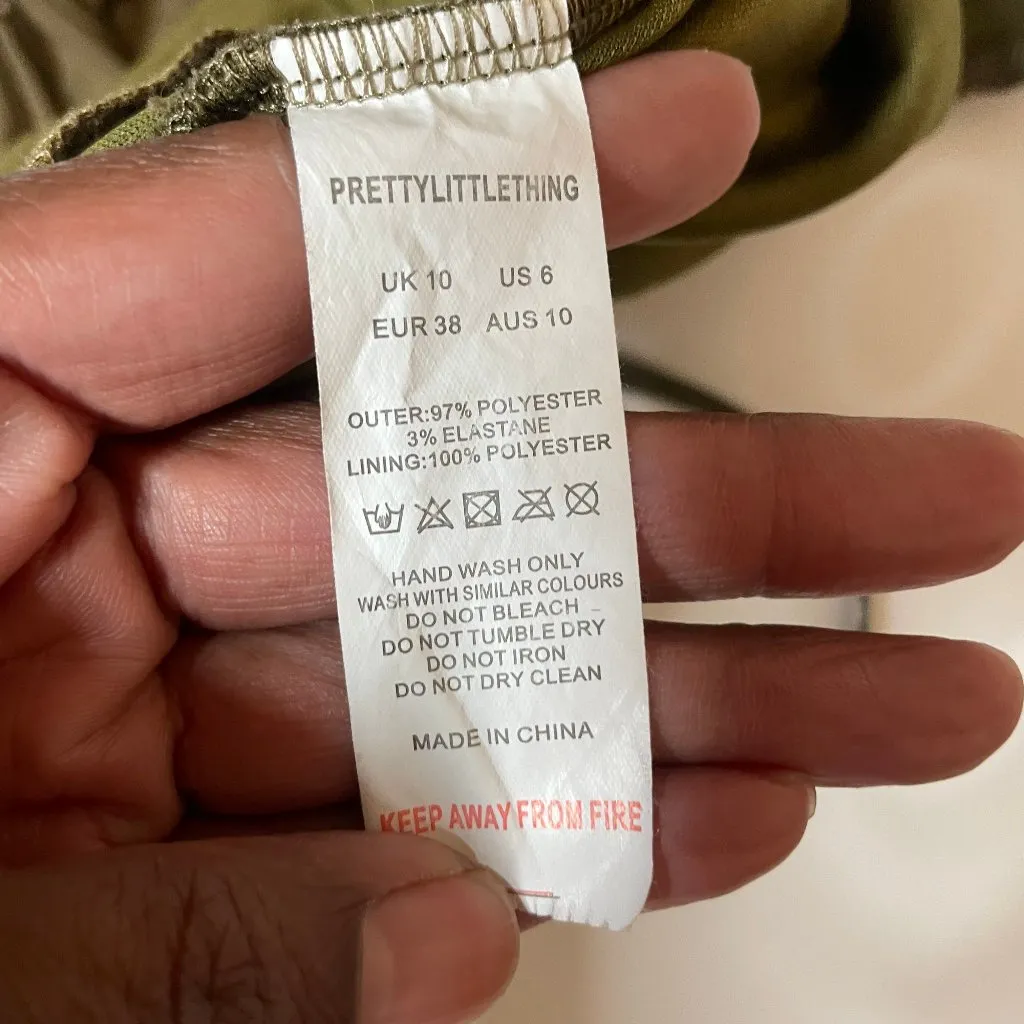 PRETTYLITTLETHING
UK 10 US 6
EUR 38 AUS 10
OUTER:97% POLYESTER
3% ELASTANE
LINING:100% POLYESTER
HAND WASH ONLY
WASH WITH SIMILAR COLOURS
DO NOT BLEACH
DO NOT TUMBLE DRY
DO NOT IRON
DO NOT DRY CLEAN
MADE IN CHINA
KEEP AWAY FROM FIRE